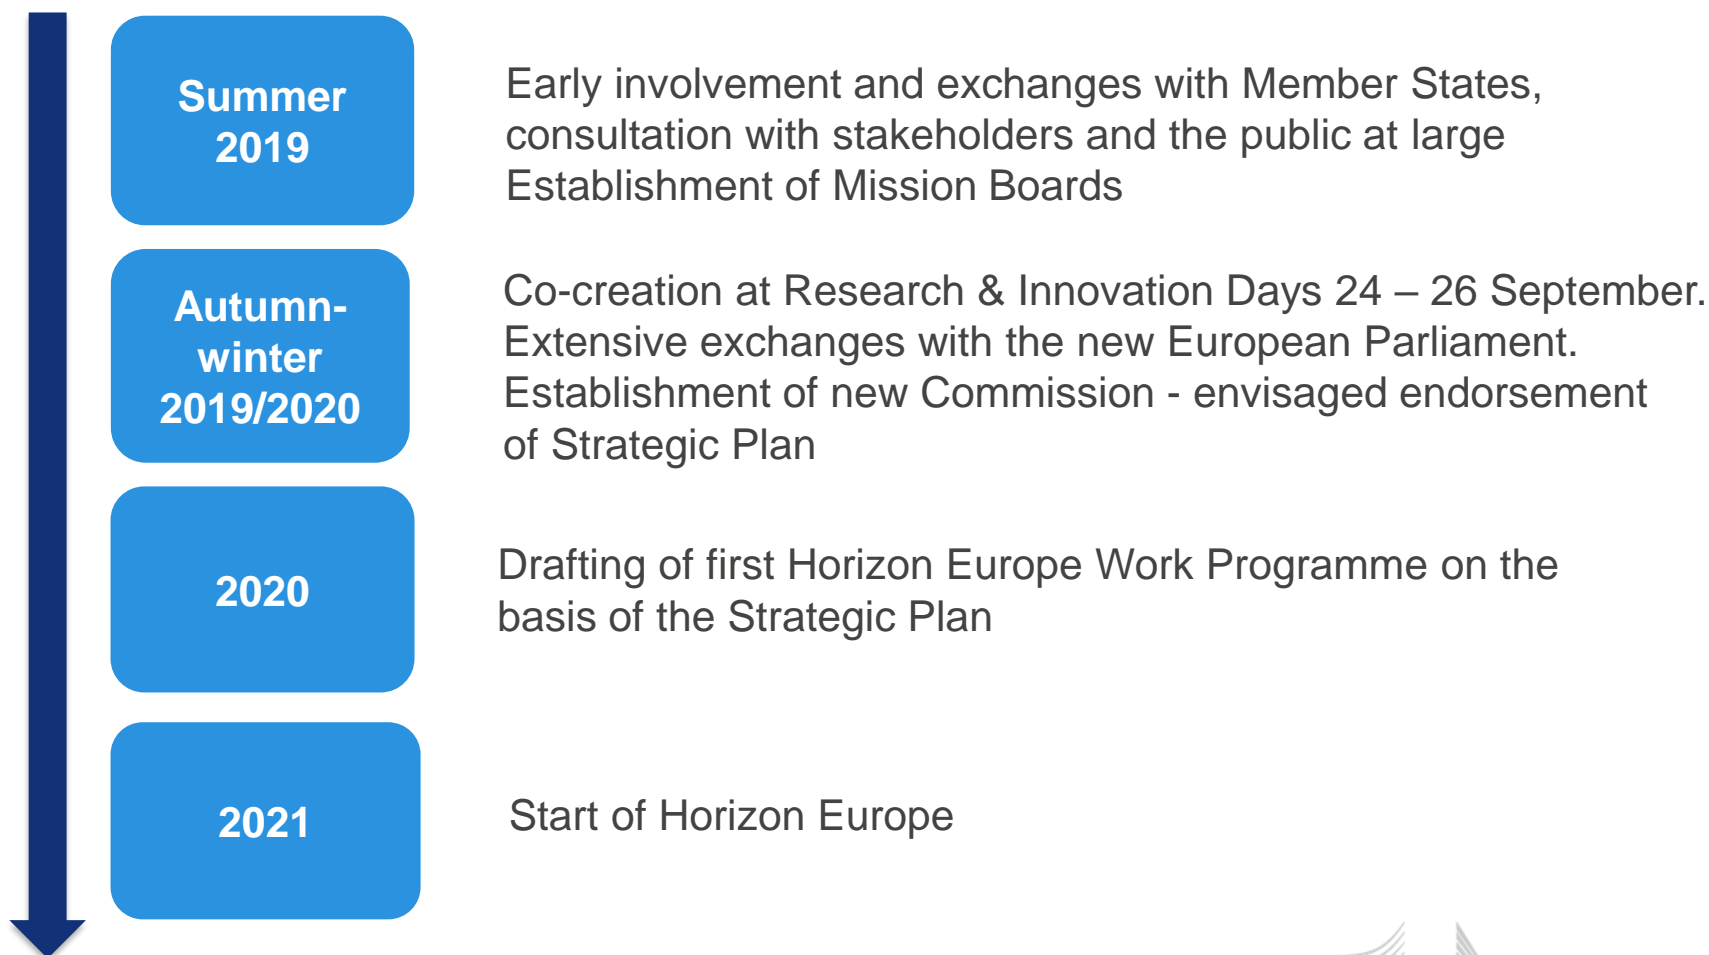 Summer
2019
Early involvement and exchanges with Member States,
consultation with stakeholders and the public at large
Establishment of Mission Boards
Autumn-
winter
2019/2020
Co-creation at Research & Innovation Days 24 – 26 September.
Extensive exchanges with the new European Parliament.
Establishment of new Commission - envisaged endorsement
of Strategic Plan
2020
Drafting of first Horizon Europe Work Programme on the
basis of the Strategic Plan
2021
Start of Horizon Europe